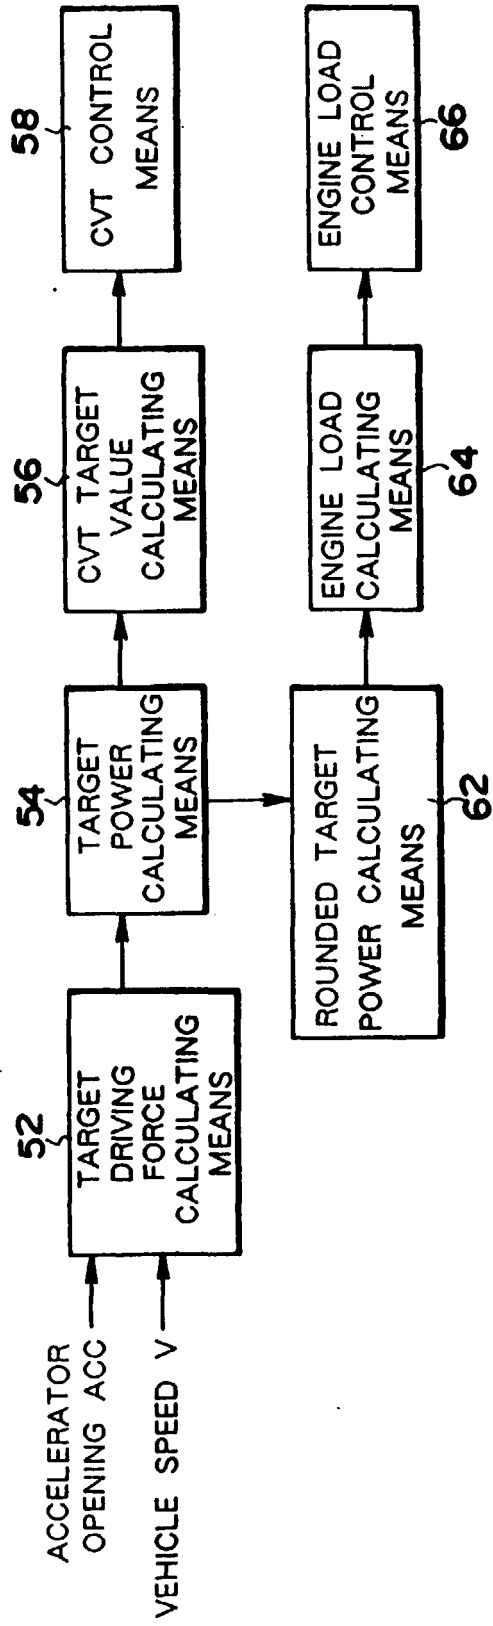 ACCELERATOR
OPENING ACC
VEHICLE SPEED V
52
TARGET
DRIVING
FORCE
CALCULATING
MEANS
54
TARGET
POWER
CALCULATING
MEANS
56
CVT TARGET
VALUE
CALCULATING
MEANS
58
CVT CONTROL
MEANS
ROUNDED TARGET
POWER CALCULATING
MEANS
62
ENGINE LOAD
CALCULATING
MEANS
64
ENGINE LOAD
CONTROL
MEANS
66